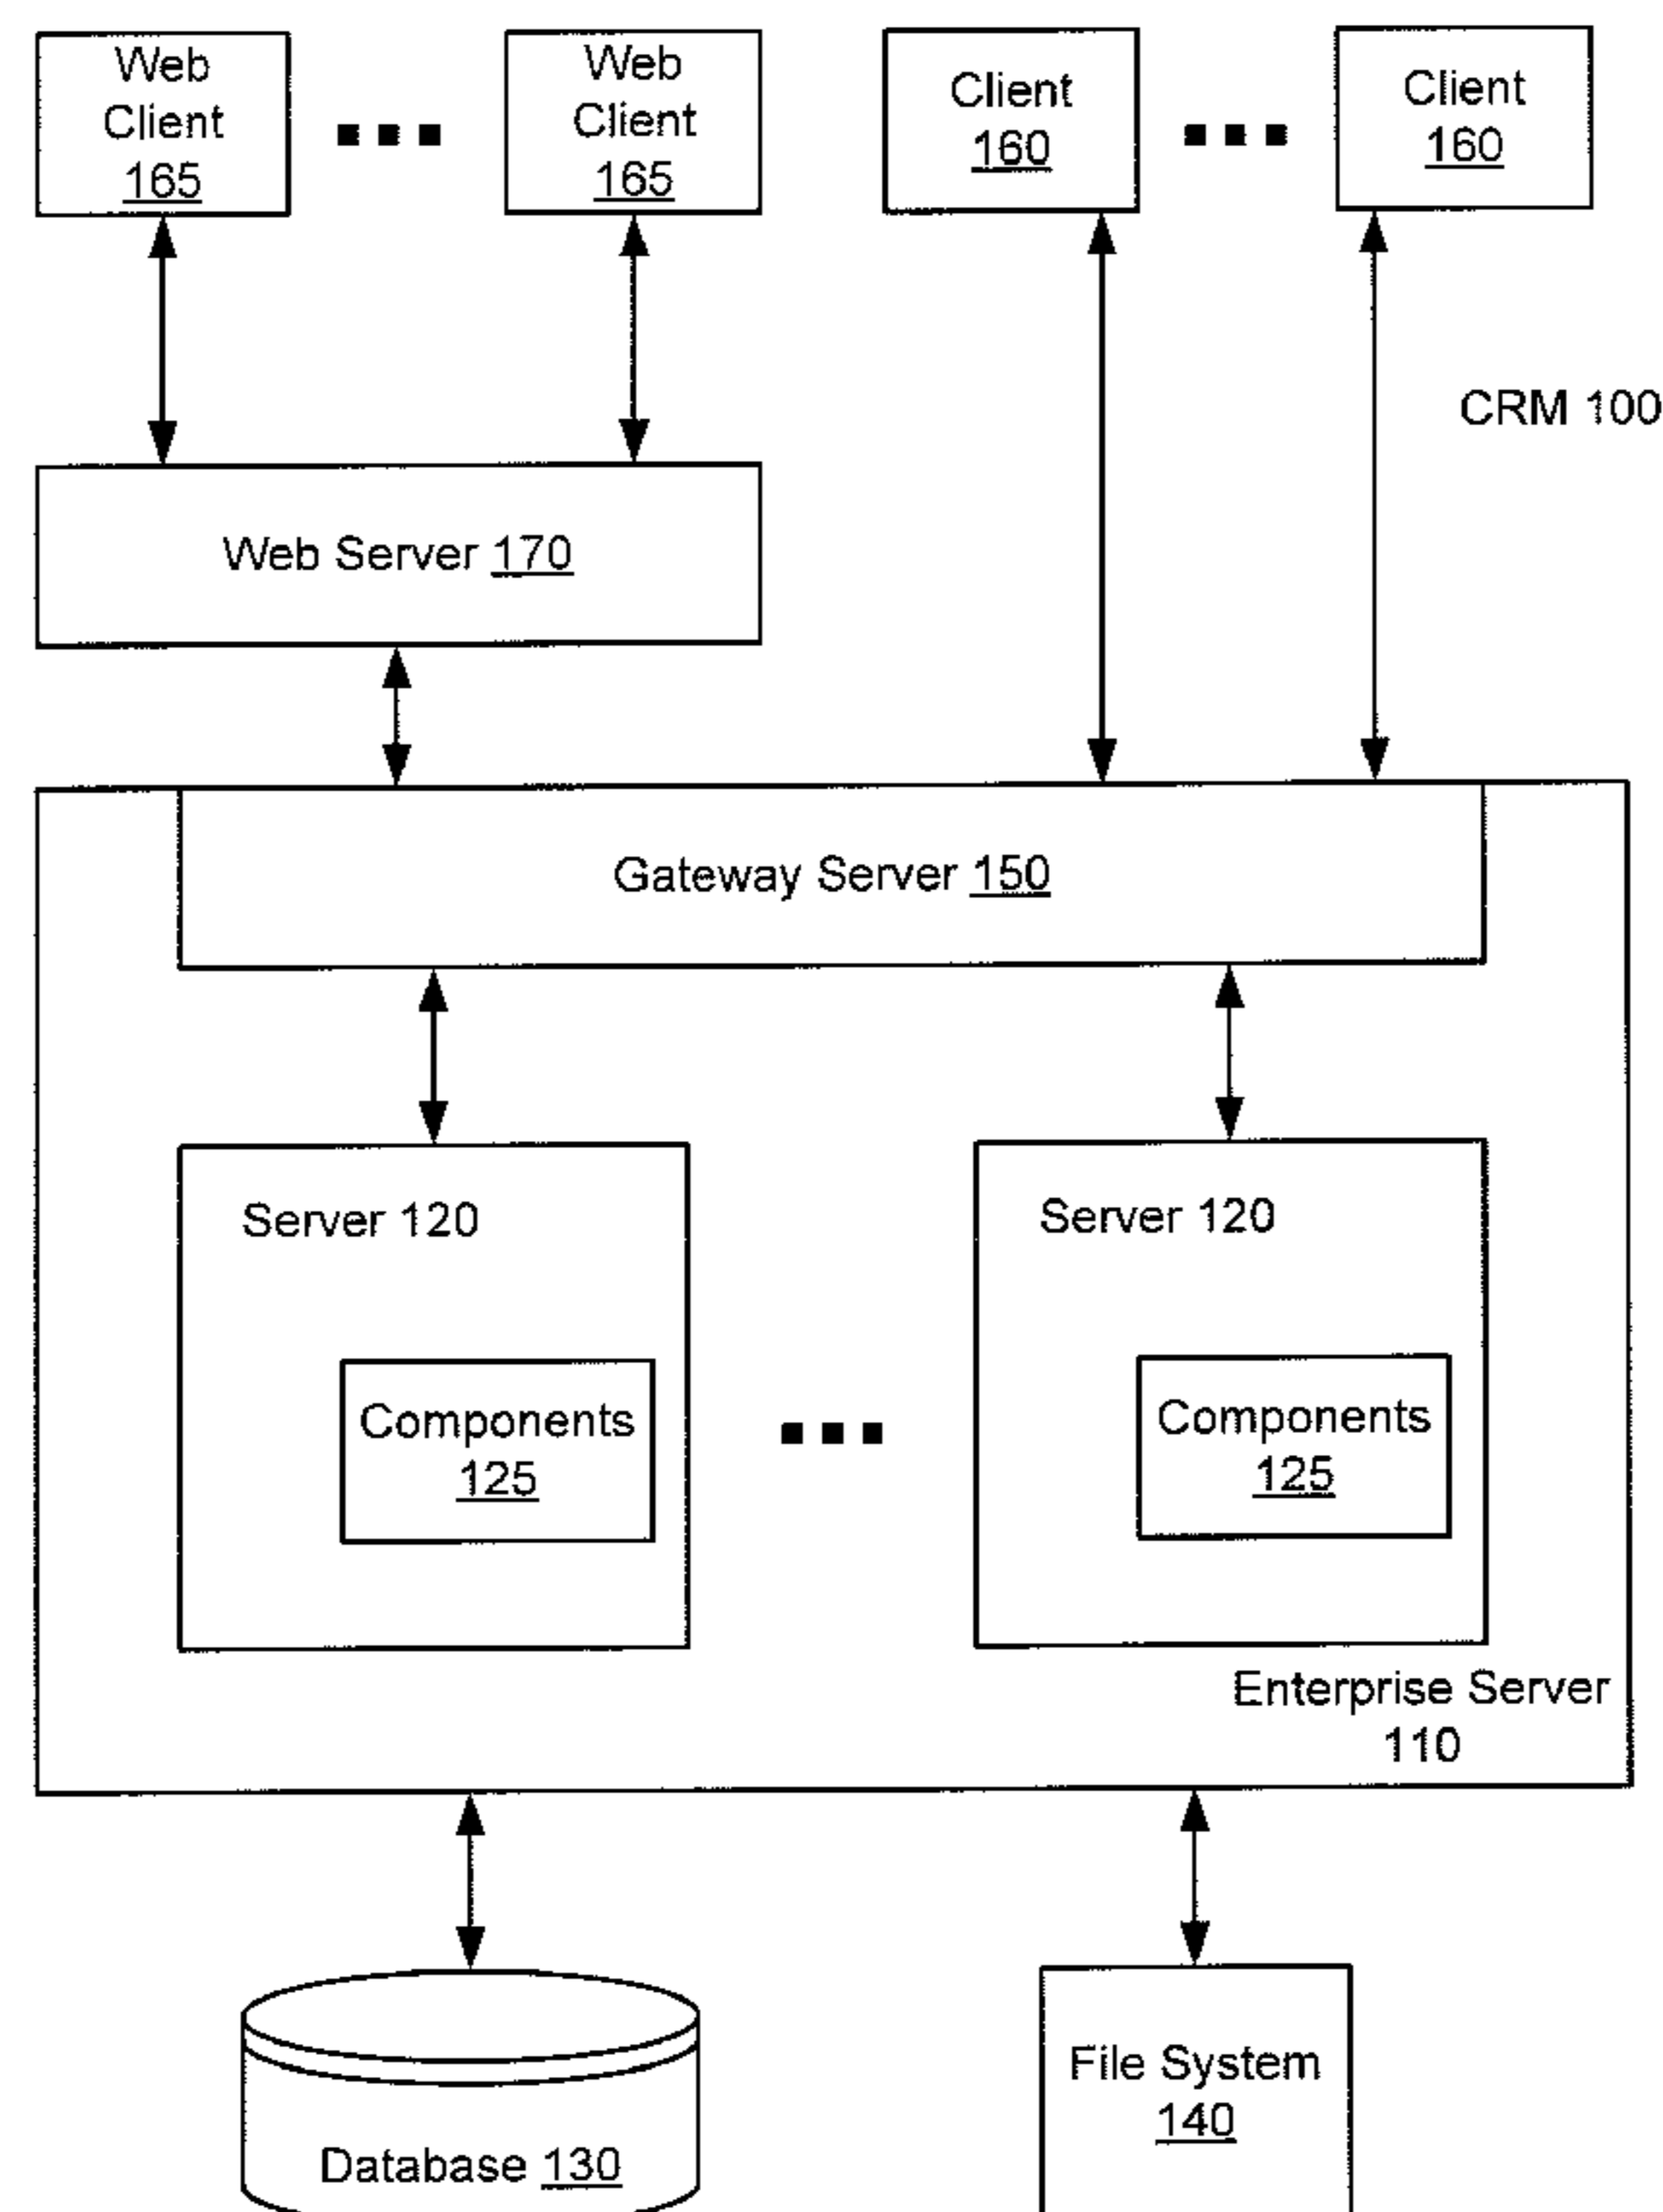 Web
Client
165
Web
Client
165
Client
160
Client
160
CRM 100
Web Server 170
Gateway Server 150
Server 120
Server 120
Components
125
Components
125
Enterprise Server
110
File System
140
Database 130